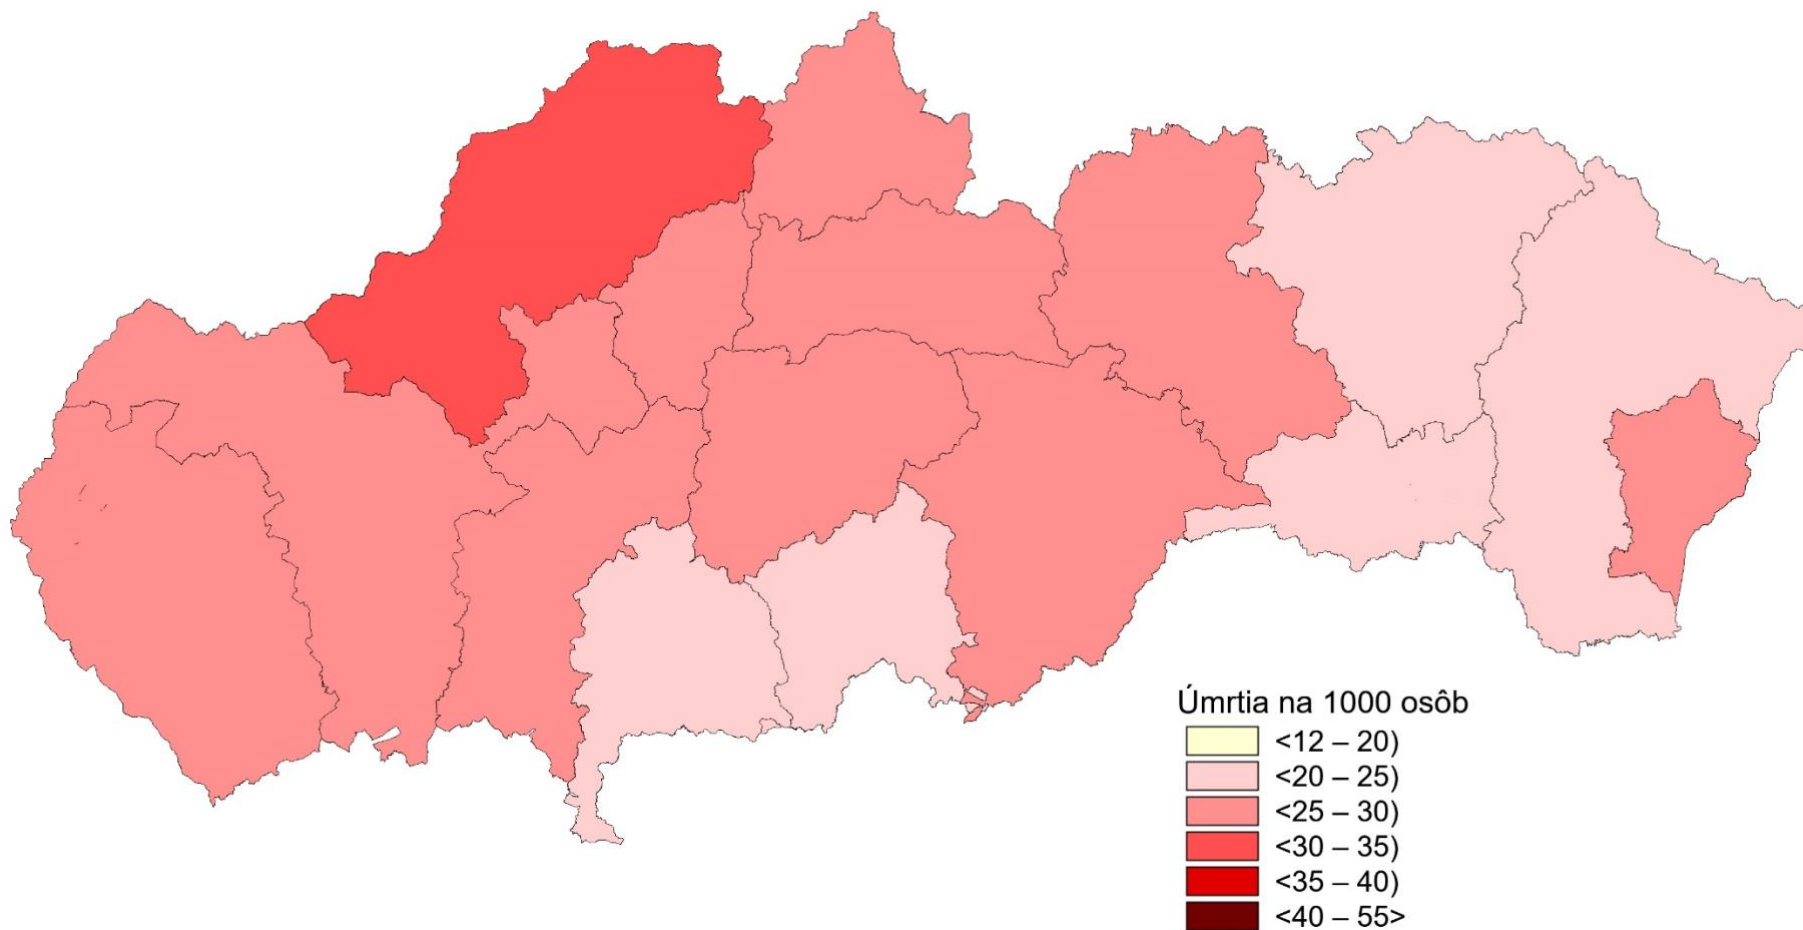 Úmrtia na 1000 osôb
<12 – 20)
<20 – 25)
<25 – 30)
<30 – 35)
<35 – 40)
<40 – 55>